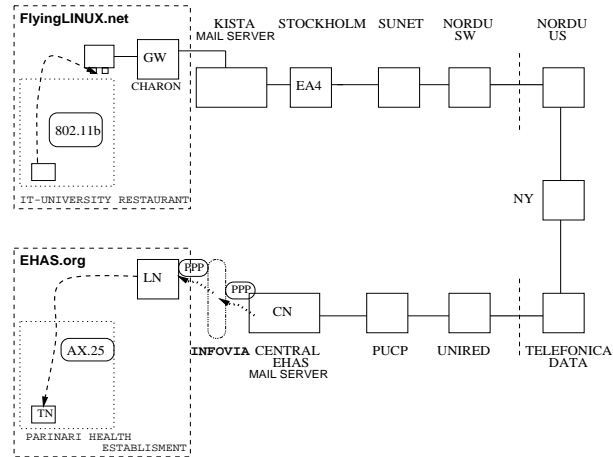 FlyingLINUX.net
KISTA
MAIL SERVER
STOCKHOLM
SUNET
NORDU
SW
NORDU
US
GW
CHARON
EA4
802.11b
IT-UNIVERSITY RESTAURANT
NY
EHAS.org
LN
PPP
PPP
CN
INFOVIA
CENTRAL
EHAS
MAIL SERVER
PUCP
UNIRED
TELEFONICA
DATA
AX.25
TN
PARINARI HEALTH
ESTABLISMENT